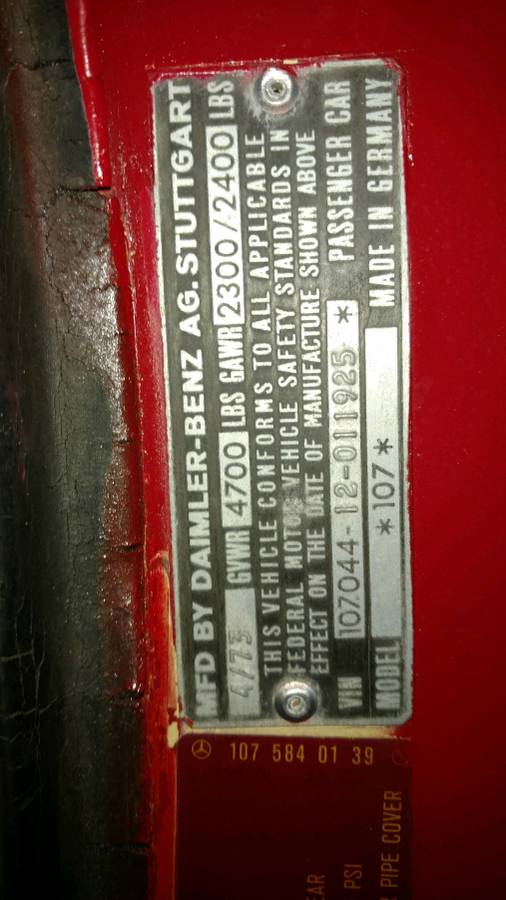 MFD BY DAIMLER-BENZ AG. STUTTGART
4/73 GVWR 4700 LBS GAWR 2300/2400 LBS
THIS VEHICLE CONFORMS TO ALL APPLICABLE
FEDERAL MOTOR VEHICLE SAFETY STANDARDS IN
EFFECT ON THE DATE OF MANUFACTURE SHOWN ABOVE
VIN 107044-12-011925 * PASSENGER CAR
MODEL *107* MADE IN GERMANY
107 584 01 39
PSI
PIPE COVER